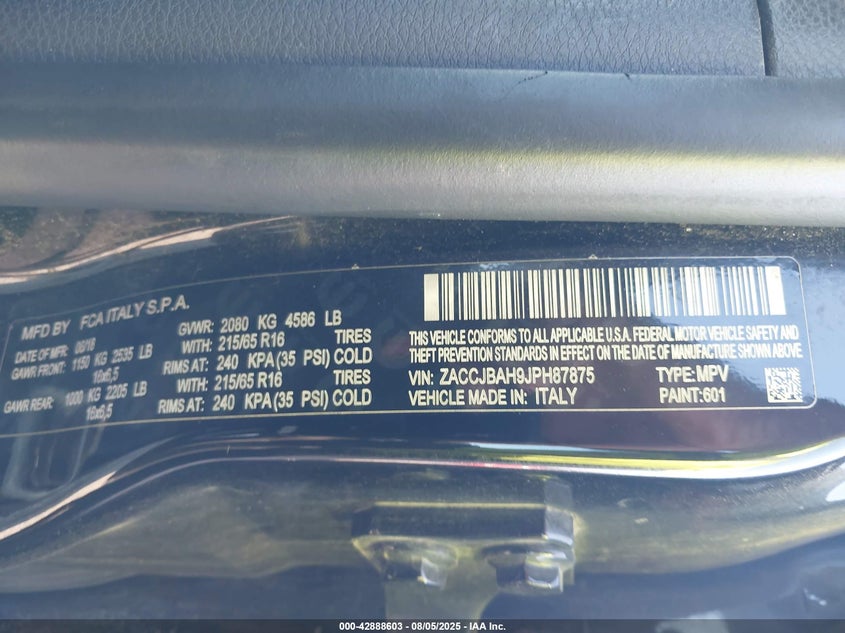 MFD BY FCA ITALY S.P.A.
DATE OF MFR: 06/18 GVWR: 2080 KG 4586 LB
GAWR FRONT: 1150 KG 2535 LB WITH: 215/65 R16 TIRES
16x6,5 RIMS AT: 240 KPA(35 PSI) COLD
GAWR REAR: 1000 KG 2205 LB WITH: 215/65 R16 TIRES
16x6,5 RIMS AT: 240 KPA(35 PSI) COLD
THIS VEHICLE CONFORMS TO ALL APPLICABLE U.S.A. FEDERAL MOTOR VEHICLE SAFETY AND
THEFT PREVENTION STANDARDS IN EFFECT ON THE DATE OF MANUFACTURE SHOWN ABOVE
VIN: ZACCJBAH9JPH87875 TYPE:MPV
VEHICLE MADE IN: ITALY PAINT:601
000-42888603 - 08/05/2025 - IAA, Inc.